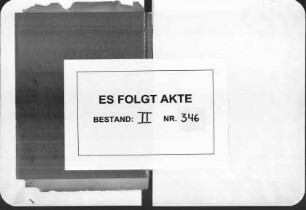 ES FOLGT AKTE
BESTAND: II NR. 346